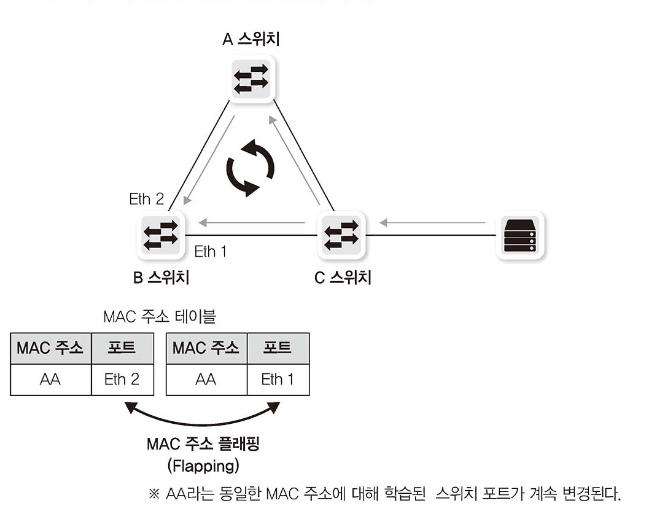 A 스위치
Eth 2
Eth 1
B 스위치
C 스위치
MAC 주소 테이블
MAC 주소 포트 MAC 주소 포트
AA Eth 2 AA Eth 1
MAC 주소 플래핑
(Flapping)
※ AA라는 동일한 MAC 주소에 대해 학습된 스위치 포트가 계속 변경된다.